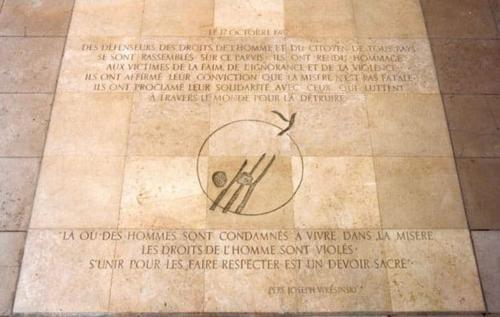 LE 17 OCTOBRE 1987
DES DÉFENSEURS DES DROITS DE L'HOMME ET DU CITOYEN DE TOUS PAYS
SE SONT RASSEMBLÉS SUR CE PARVIS. ILS ONT RENDU HOMMAGE
AUX VICTIMES DE LA FAIM, DE L'IGNORANCE ET DE LA VIOLENCE.
ILS ONT AFFIRMÉ LEUR CONVICTION QUE LA MISÈRE N'EST PAS FATALE.
ILS ONT PROCLAMÉ LEUR SOLIDARITÉ AVEC CEUX QUI LUTTENT
À TRAVERS LE MONDE POUR LA DÉTRUIRE.
"LÀ OÙ DES HOMMES SONT CONDAMNÉS À VIVRE DANS LA MISÈRE,
LES DROITS DE L'HOMME SONT VIOLÉS.
S'UNIR POUR LES FAIRE RESPECTER EST UN DEVOIR SACRÉ"
PÈRE JOSEPH WRESINSKI